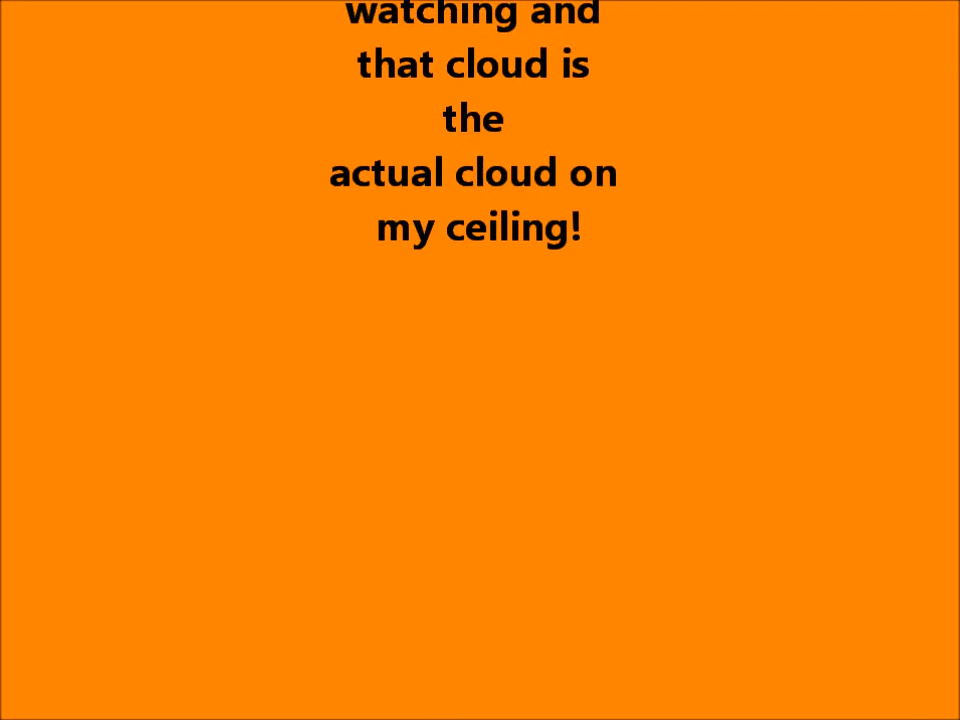 watching and
that cloud is
the
actual cloud on
my ceiling!